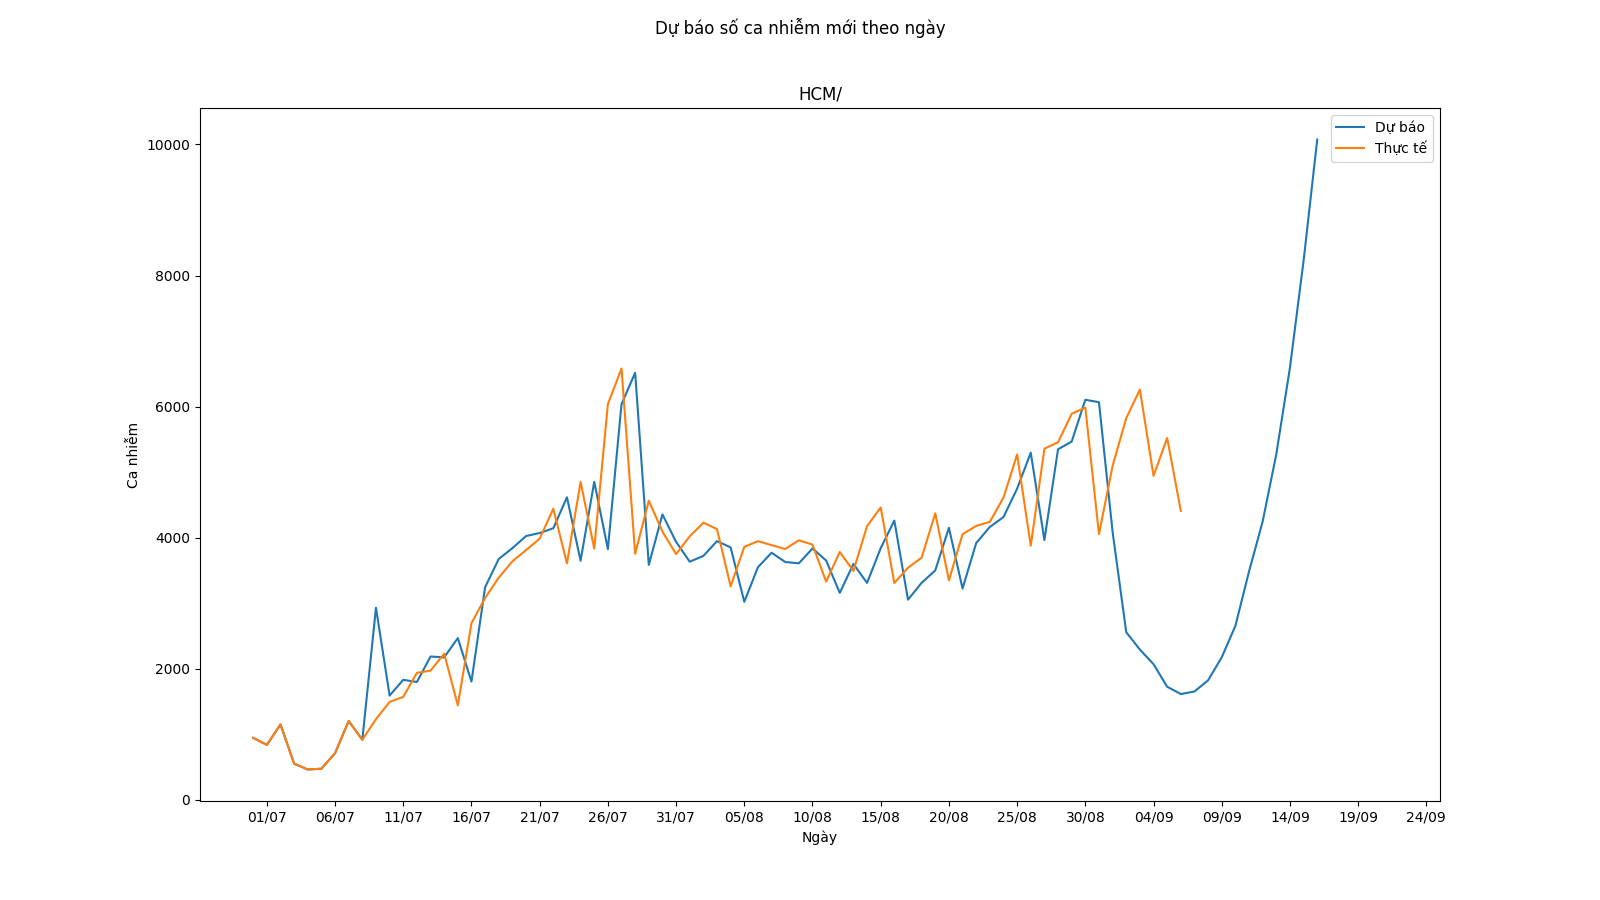 Dự báo số ca nhiễm mới theo ngày
HCM/
Dự báo
Thực tế
10000
8000
6000
4000
2000
0
Ca nhiễm
01/07 06/07 11/07 16/07 21/07 26/07 31/07 05/08 10/08 15/08 20/08 25/08 30/08 04/09 09/09 14/09 19/09 24/09
Ngày